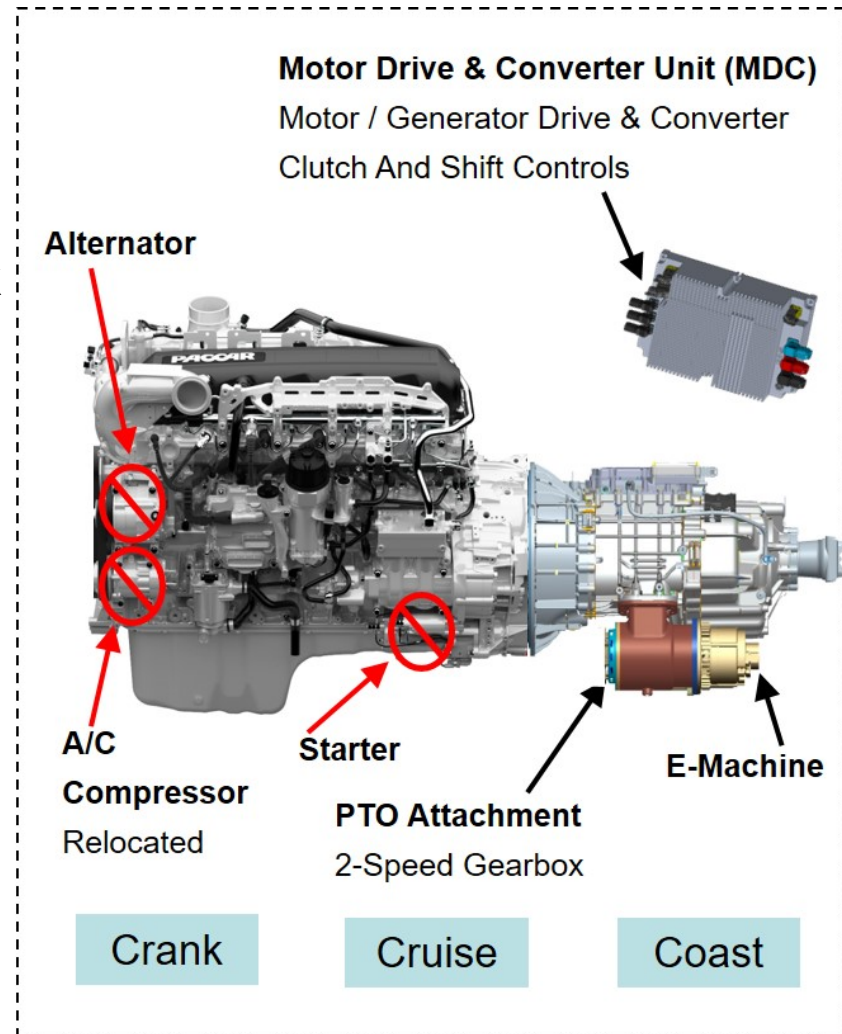 Motor Drive & Converter Unit (MDC)
Motor / Generator Drive & Converter
Clutch And Shift Controls
Alternator
PACCAR
A/C
Compressor
Relocated
Starter
E-Machine
PTO Attachment
2-Speed Gearbox
Crank
Cruise
Coast